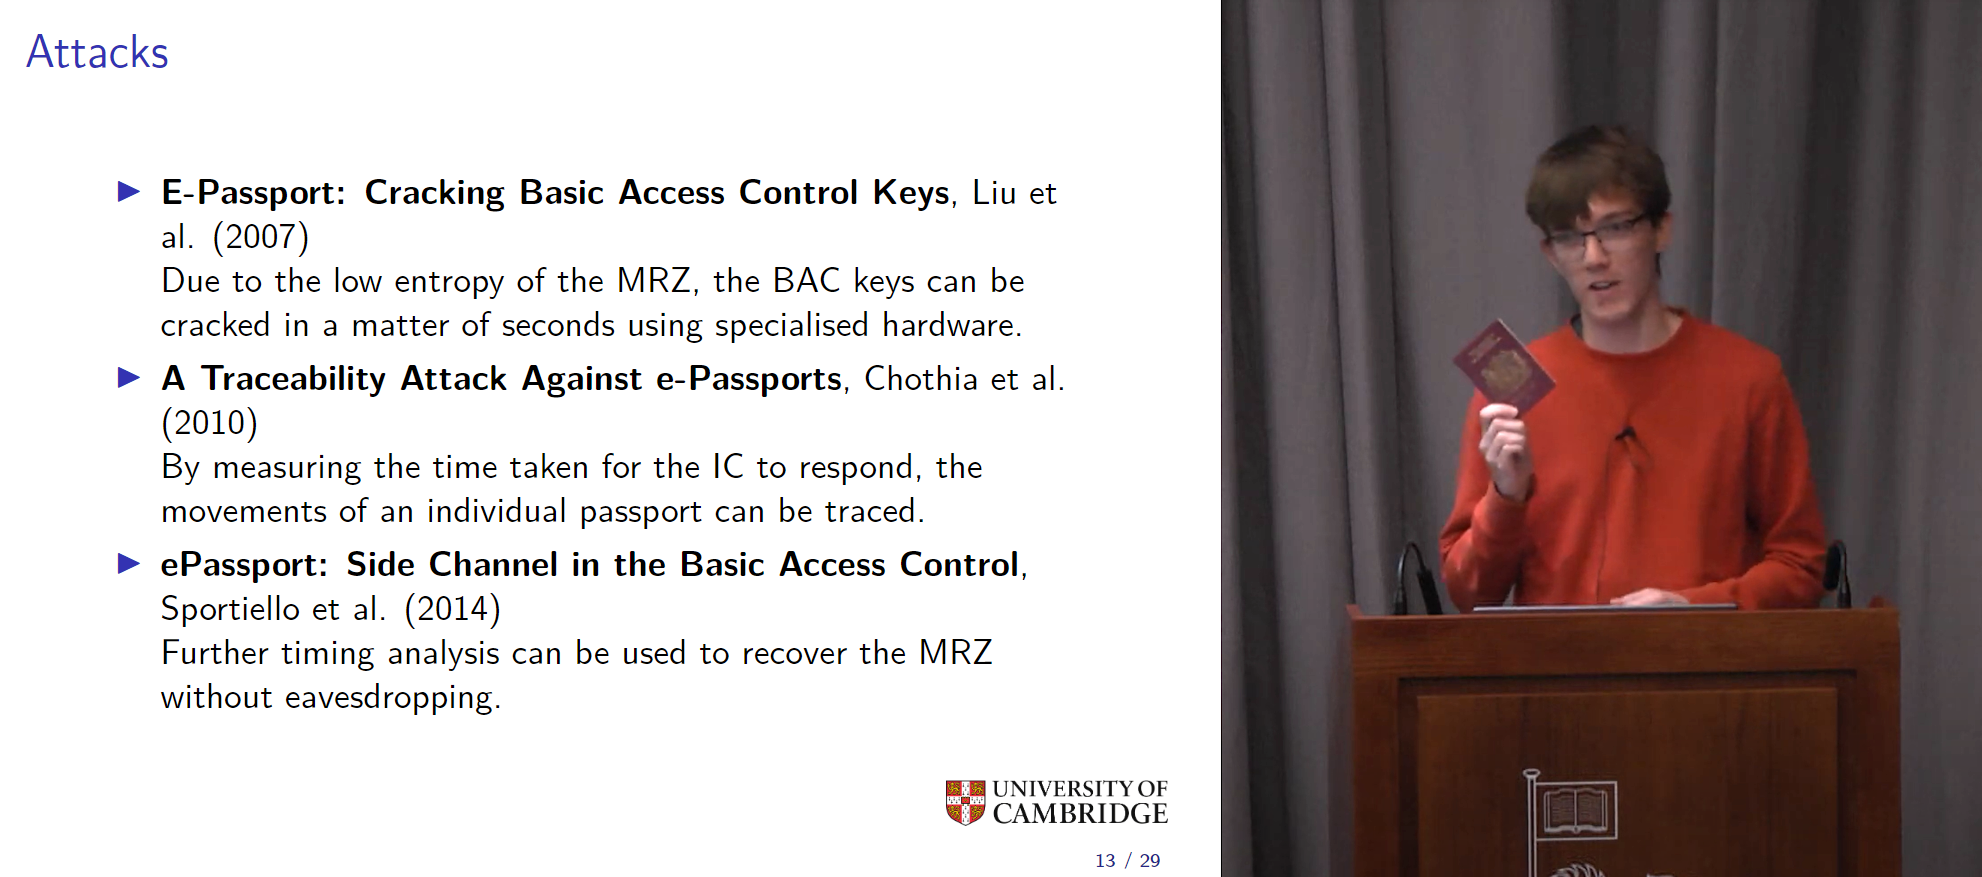 Attacks
▶ E-Passport: Cracking Basic Access Control Keys, Liu et
al. (2007)
Due to the low entropy of the MRZ, the BAC keys can be
cracked in a matter of seconds using specialised hardware.
▶ A Traceability Attack Against e-Passports, Chothia et al.
(2010)
By measuring the time taken for the IC to respond, the
movements of an individual passport can be traced.
▶ ePassport: Side Channel in the Basic Access Control,
Sportiello et al. (2014)
Further timing analysis can be used to recover the MRZ
without eavesdropping.
UNIVERSITY OF
CAMBRIDGE
13 / 29